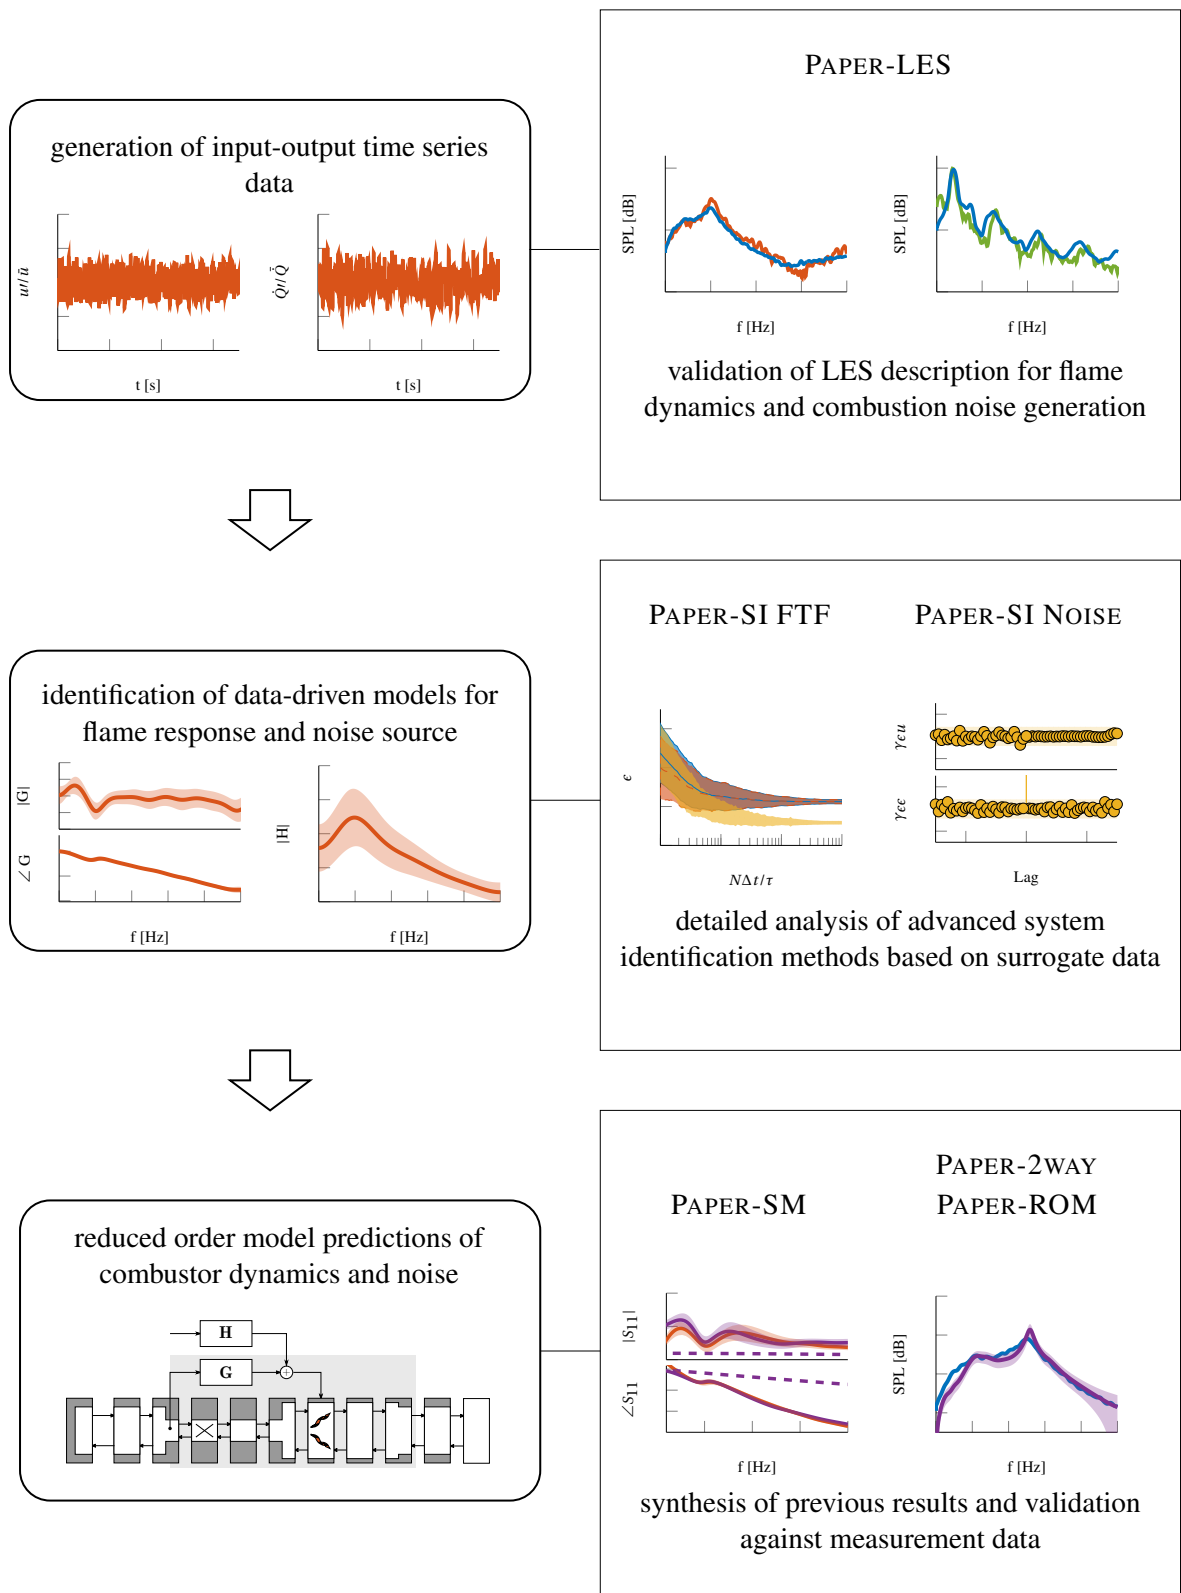 PAPER-LES
generation of input-output time series
data
u′/ū
t [s]
Q̇′/Q̄̇
t [s]
SPL [dB]
f [Hz]
SPL [dB]
f [Hz]
validation of LES description for flame
dynamics and combustion noise generation
PAPER-SI FTF
PAPER-SI NOISE
identification of data-driven models for
flame response and noise source
|G|
∠ G
f [Hz]
|H|
f [Hz]
ϵ
NΔt/τ
γϵu
γϵϵ
Lag
detailed analysis of advanced system
identification methods based on surrogate data
PAPER-2WAY
PAPER-SM
PAPER-ROM
reduced order model predictions of
combustor dynamics and noise
H
G
|S11|
∠S11
f [Hz]
SPL [dB]
f [Hz]
synthesis of previous results and validation
against measurement data